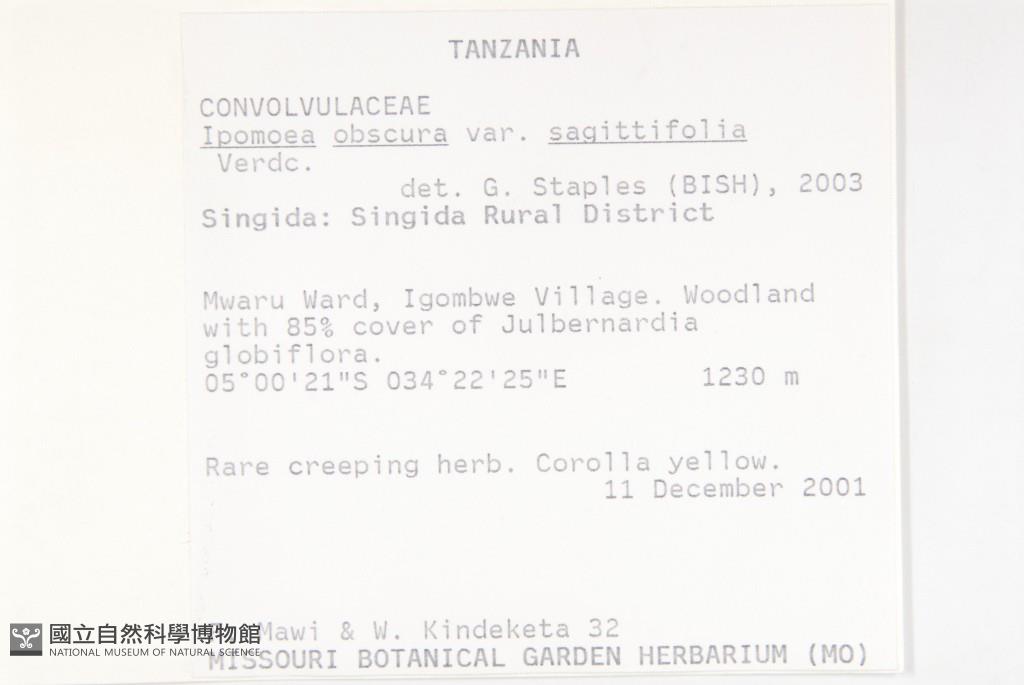 TANZANIA
CONVOLVULACEAE
Ipomoea obscura var. sagittifolia
Verdc.
det. G. Staples (BISH), 2003
Singida: Singida Rural District
Mwaru Ward, Igombwe Village. Woodland
with 85% cover of Julbernardia
globiflora.
05°00'21"S 034°22'25"E 1230 m
Rare creeping herb. Corolla yellow.
11 December 2001
Mawi & W. Kindeketa 32
MISSOURI BOTANICAL GARDEN HERBARIUM (MO)
國立自然科學博物館
NATIONAL MUSEUM OF NATURAL SCIENCE